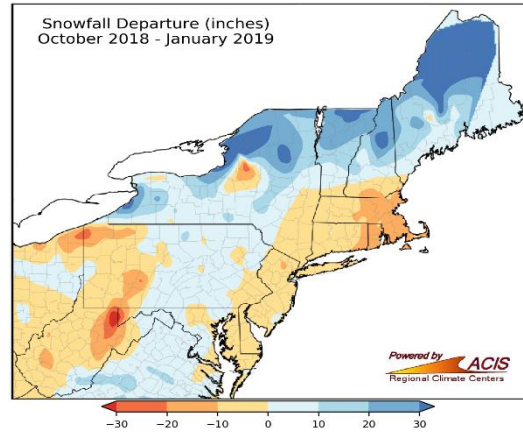 Snowfall Departure (inches)
October 2018 - January 2019
Powered by
ACIS
Regional Climate Centers
−30 −20 −10 0 10 20 30